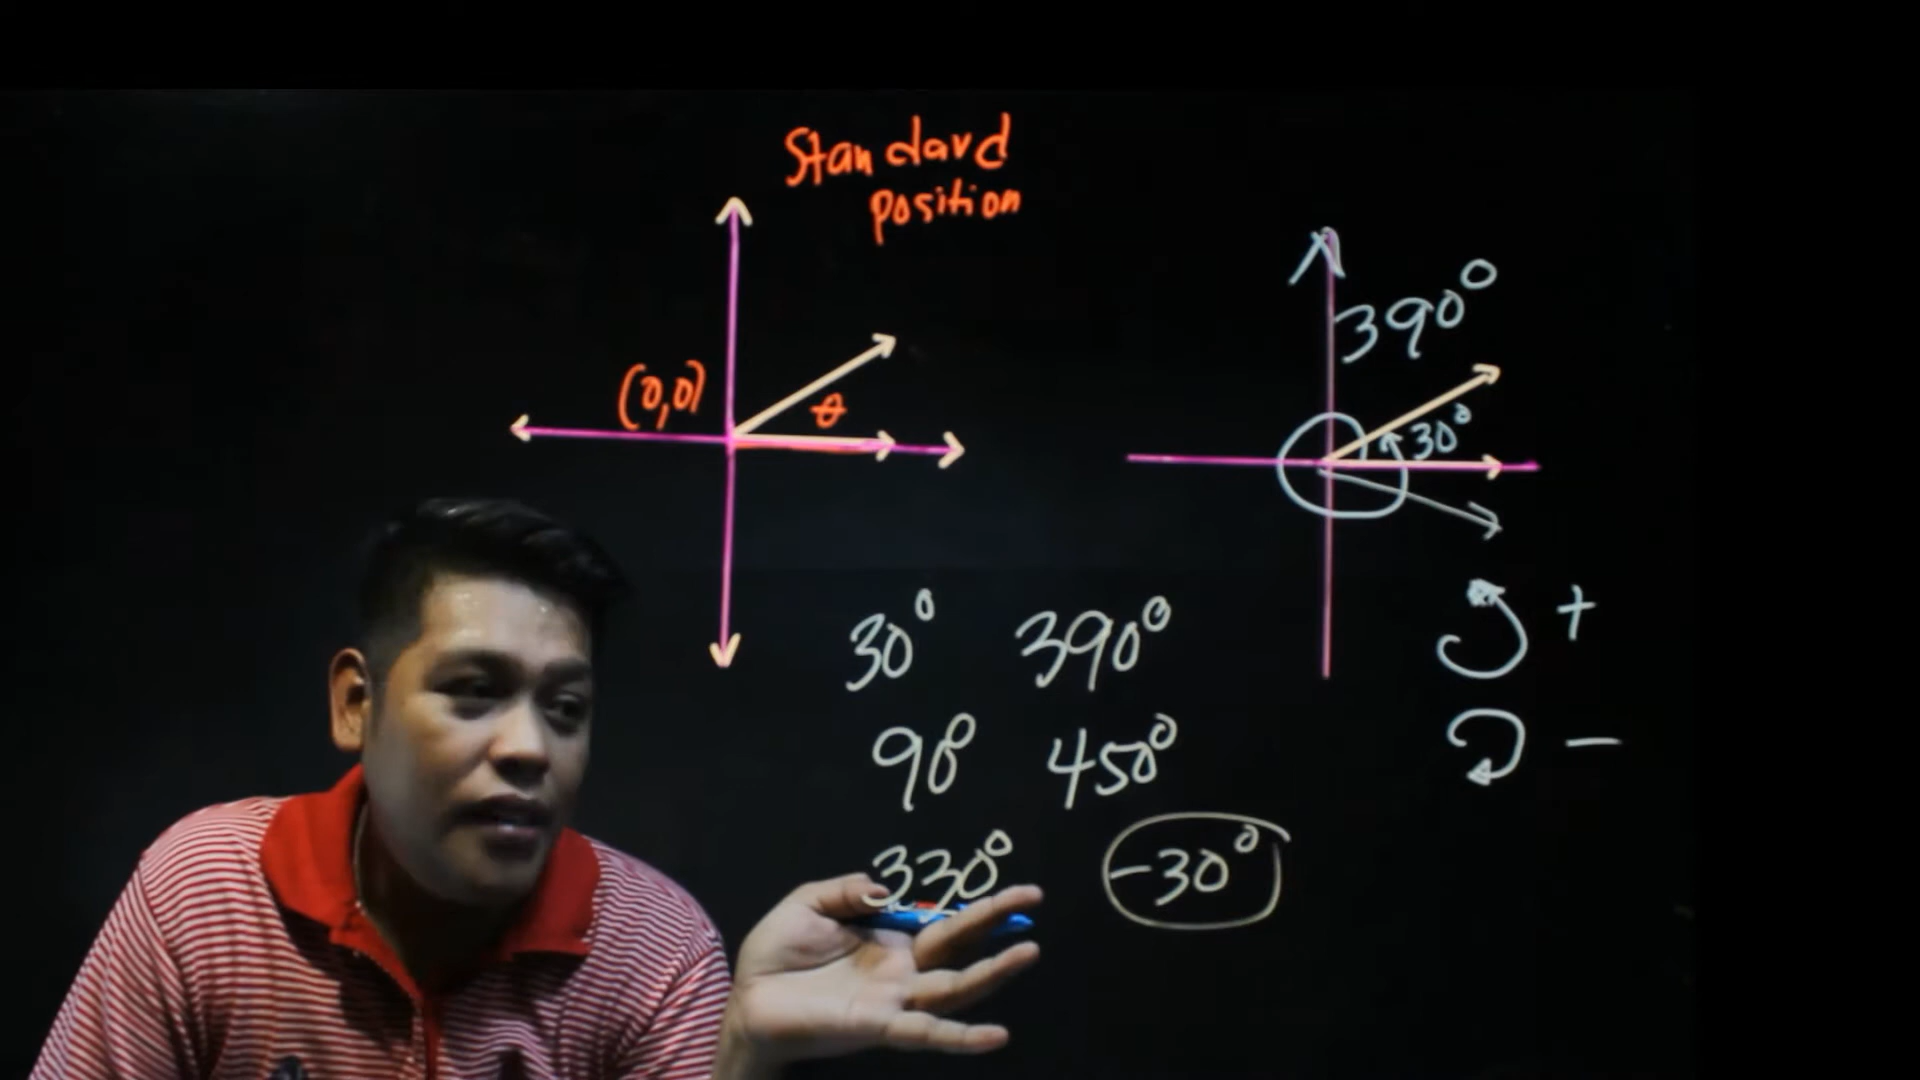 Standard
position
(0,0)
θ
390°
30°
30° 390°
+
90° 450°
-
330° -30°